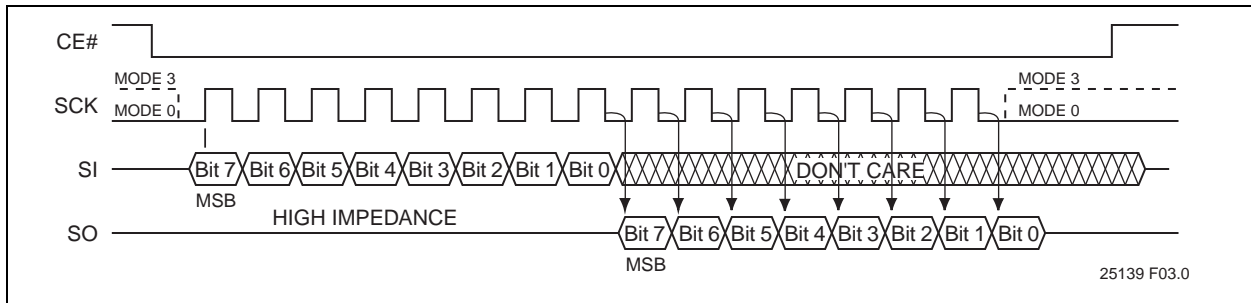 CE#
MODE 3 MODE 3
SCK MODE 0 MODE 0
SI Bit 7 Bit 6 Bit 5 Bit 4 Bit 3 Bit 2 Bit 1 Bit 0 DON'T CARE
MSB
HIGH IMPEDANCE
SO Bit 7 Bit 6 Bit 5 Bit 4 Bit 3 Bit 2 Bit 1 Bit 0
MSB
25139 F03.0